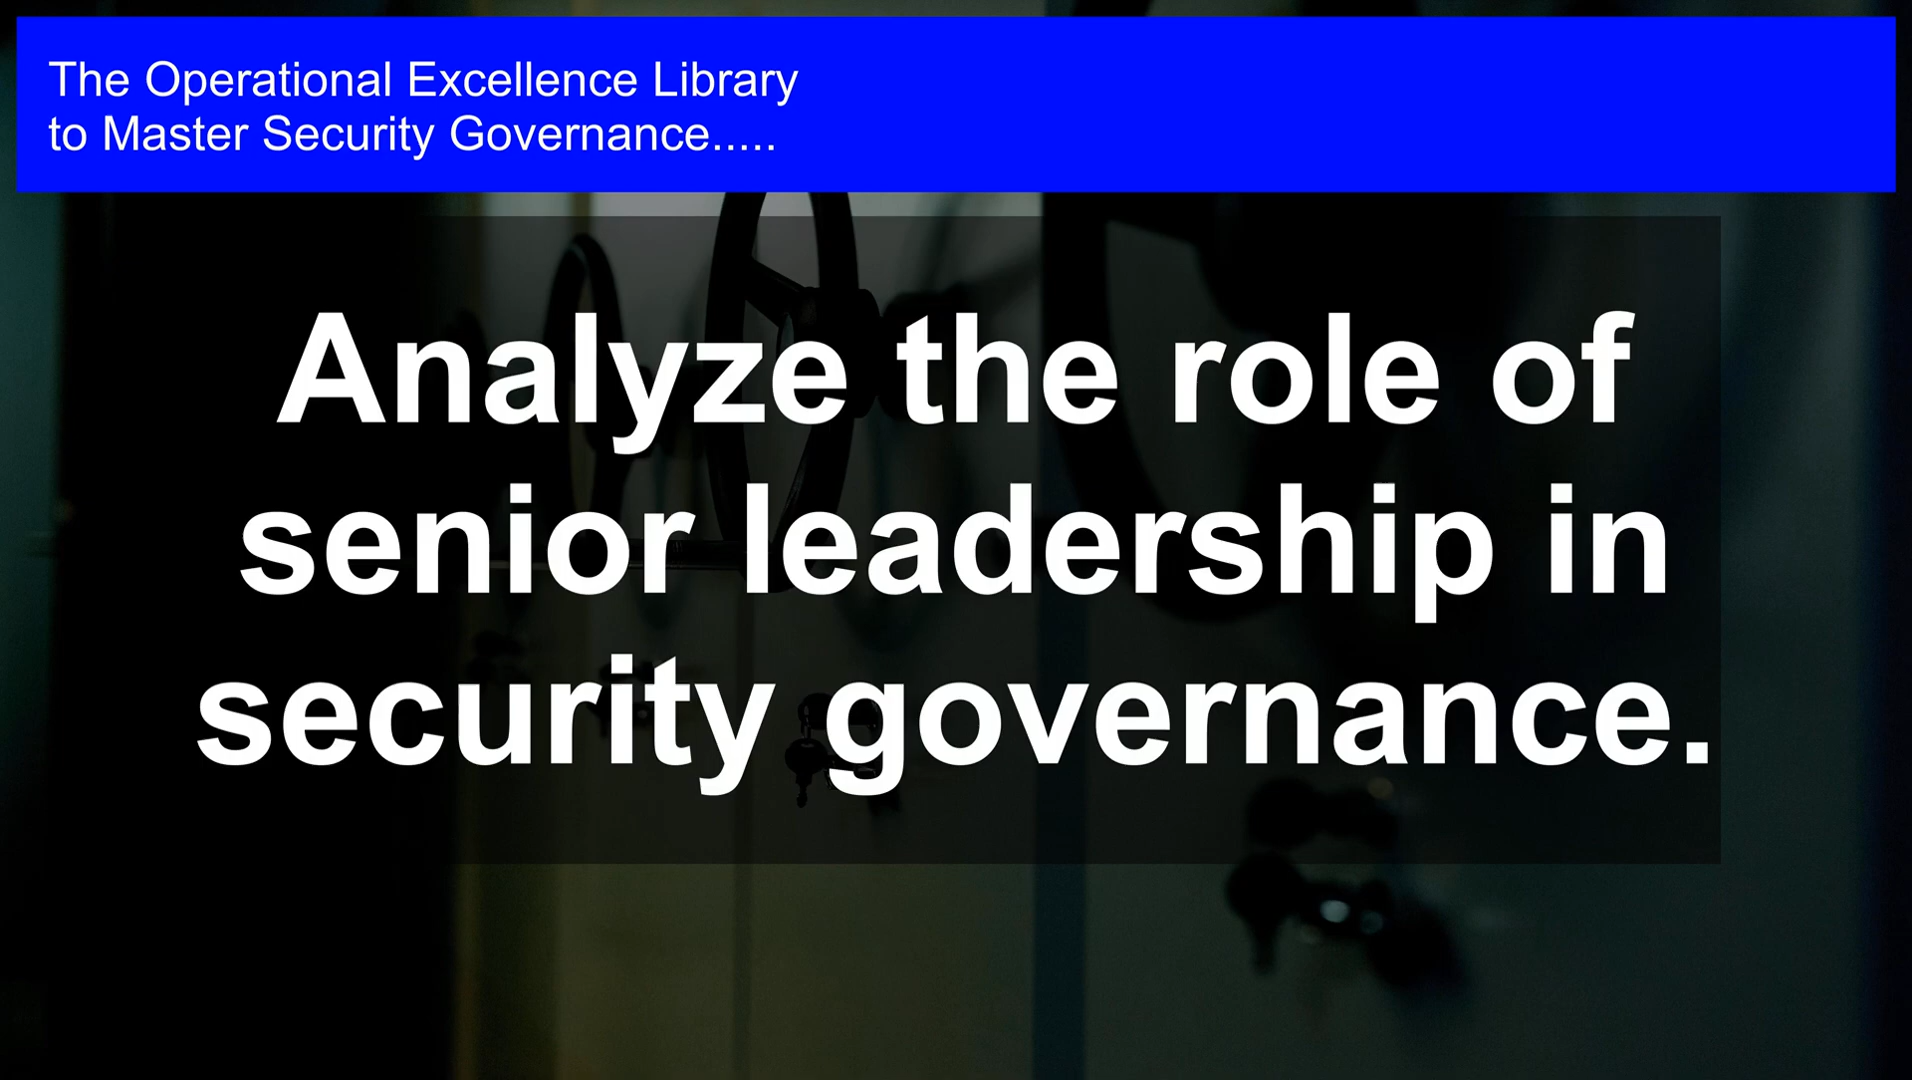 The Operational Excellence Library
to Master Security Governance.....
Analyze the role of
senior leadership in
security governance.